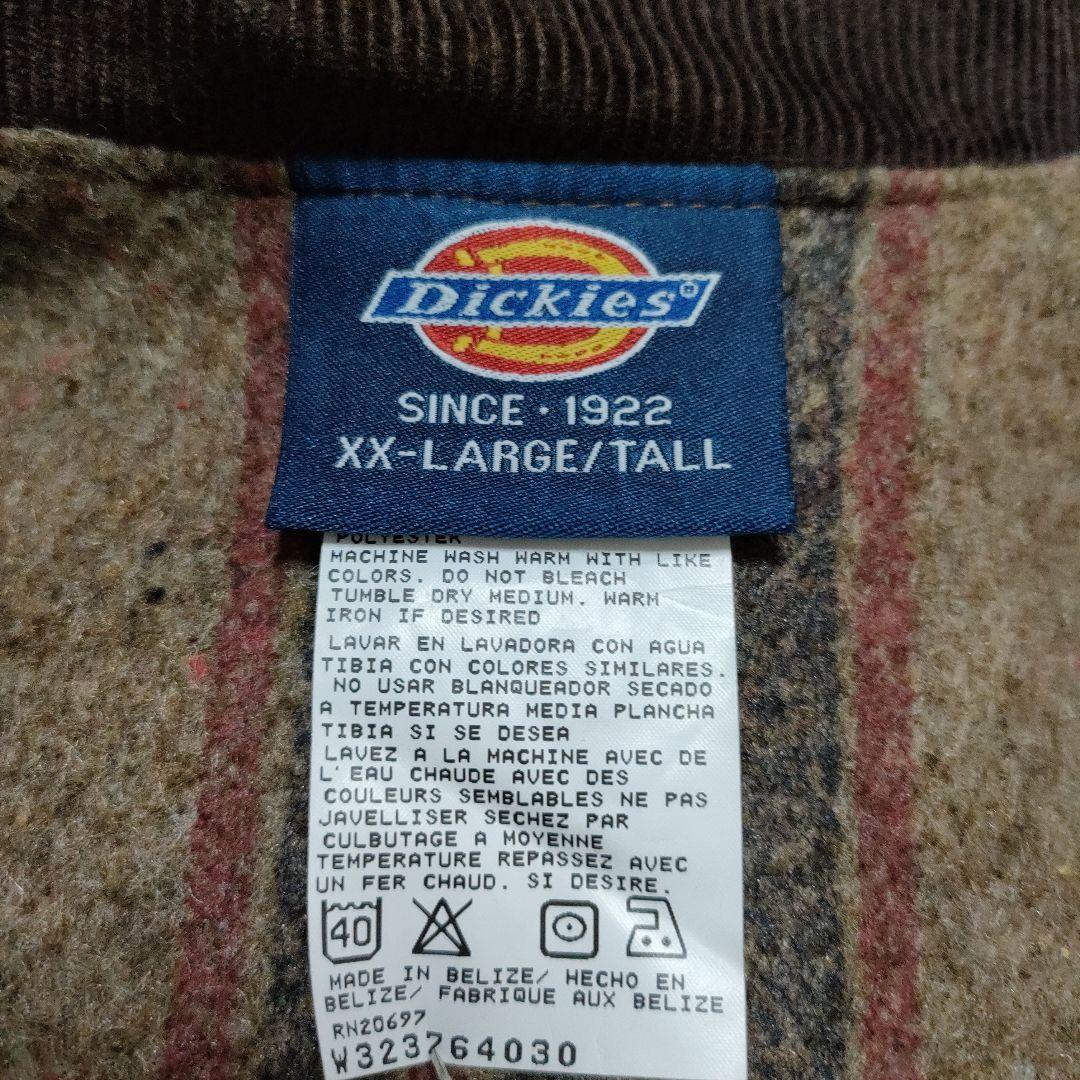 Dickies®
SINCE · 1922
XX-LARGE/TALL
POLYESTER
MACHINE WASH WARM WITH LIKE
COLORS. DO NOT BLEACH
TUMBLE DRY MEDIUM. WARM
IRON IF DESIRED
LAVAR EN LAVADORA CON AGUA
TIBIA CON COLORES SIMILARES.
NO USAR BLANQUEADOR SECADO
A TEMPERATURA MEDIA PLANCHA
TIBIA SI SE DESEA
LAVEZ A LA MACHINE AVEC DE
L'EAU CHAUDE AVEC DES
COULEURS SEMBLABLES NE PAS
JAVELLISER SECHEZ PAR
CULBUTAGE A MOYENNE
TEMPERATURE REPASSEZ AVEC
UN FER CHAUD. SI DESIRE.
40
MADE IN BELIZE/ HECHO EN
BELIZE/ FABRIQUE AUX BELIZE
RN20697
W323764030